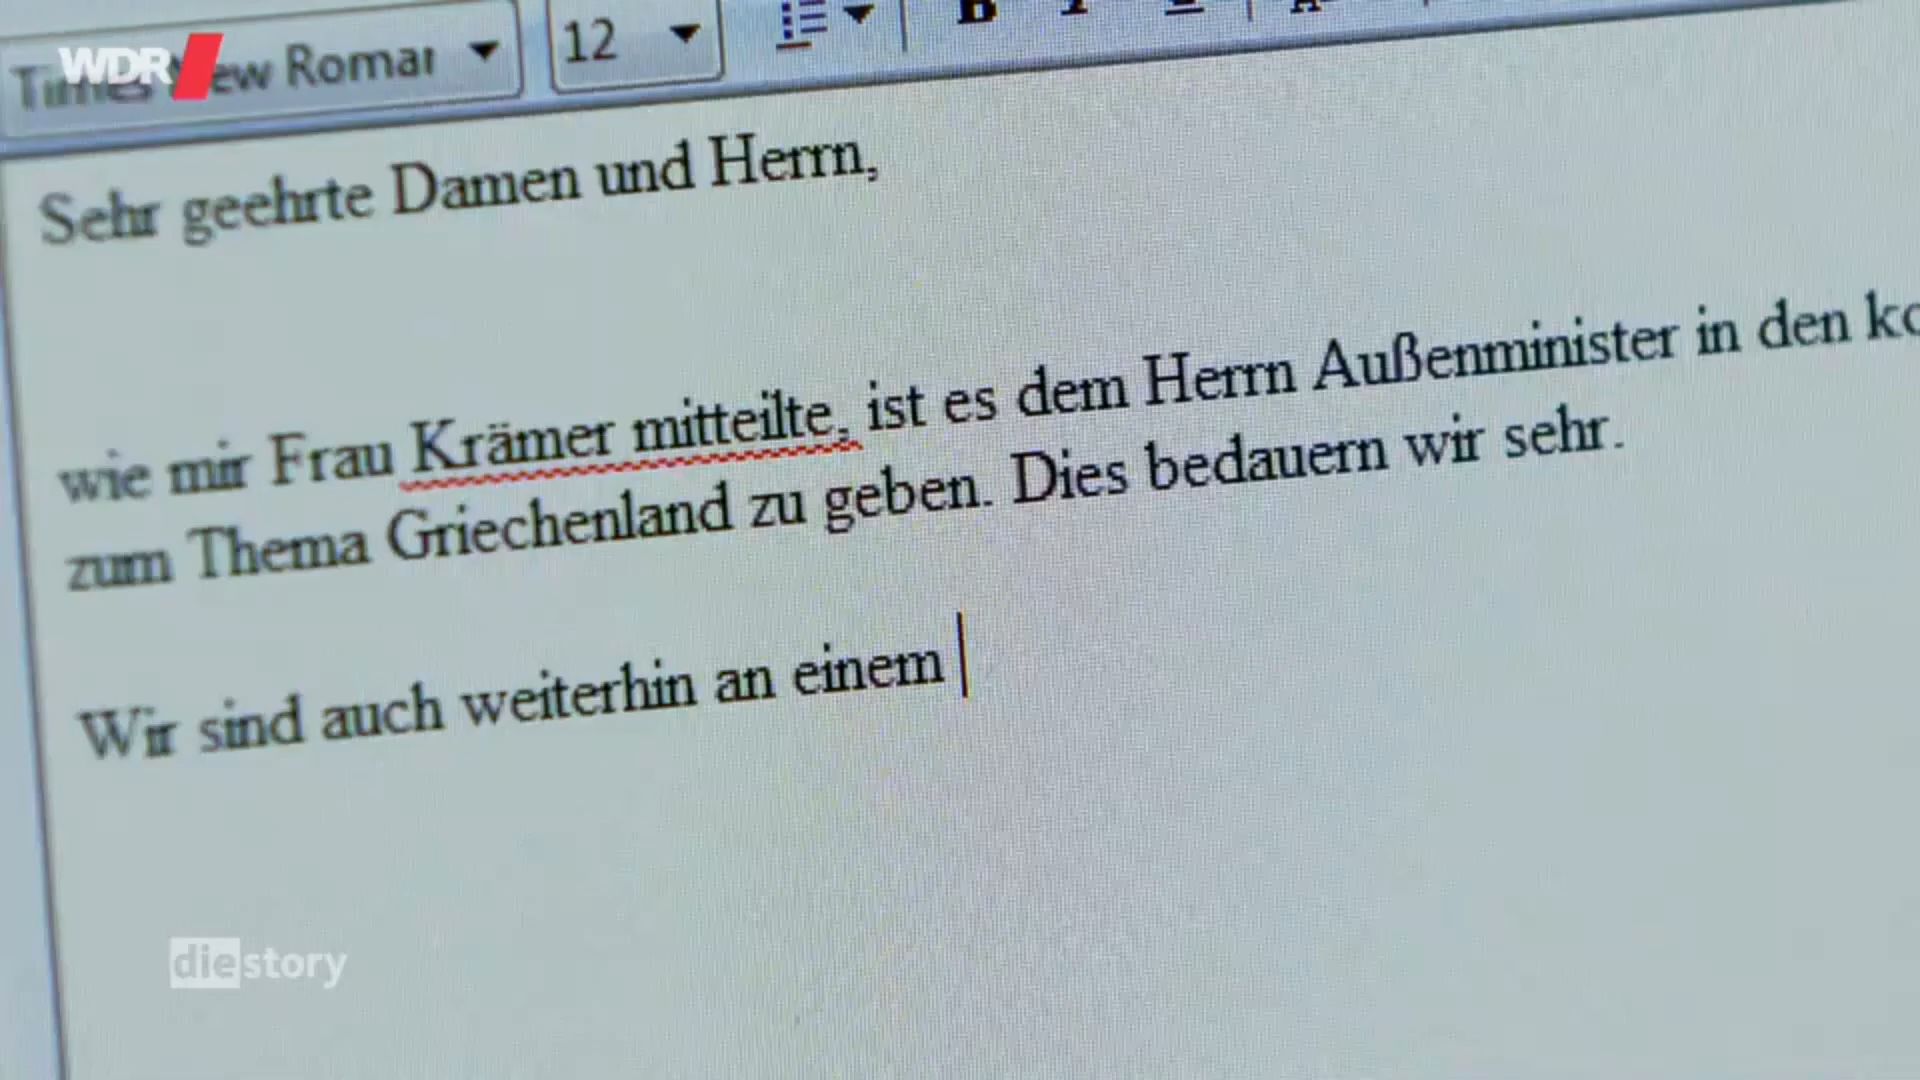 WDR
Times New Roman
12
B I U A
Sehr geehrte Damen und Herrn,
wie mir Frau Krämer mitteilte, ist es dem Herrn Außenminister in den ko
zum Thema Griechenland zu geben. Dies bedauern wir sehr.
Wir sind auch weiterhin an einem
diestory